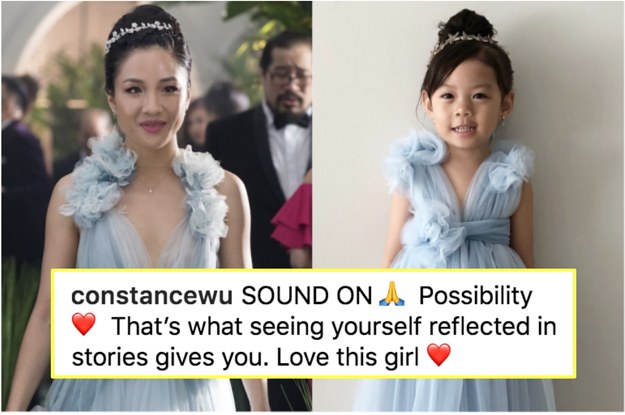 constancewu SOUND ON 🙏 Possibility
❤️ That's what seeing yourself reflected in
stories gives you. Love this girl ❤️